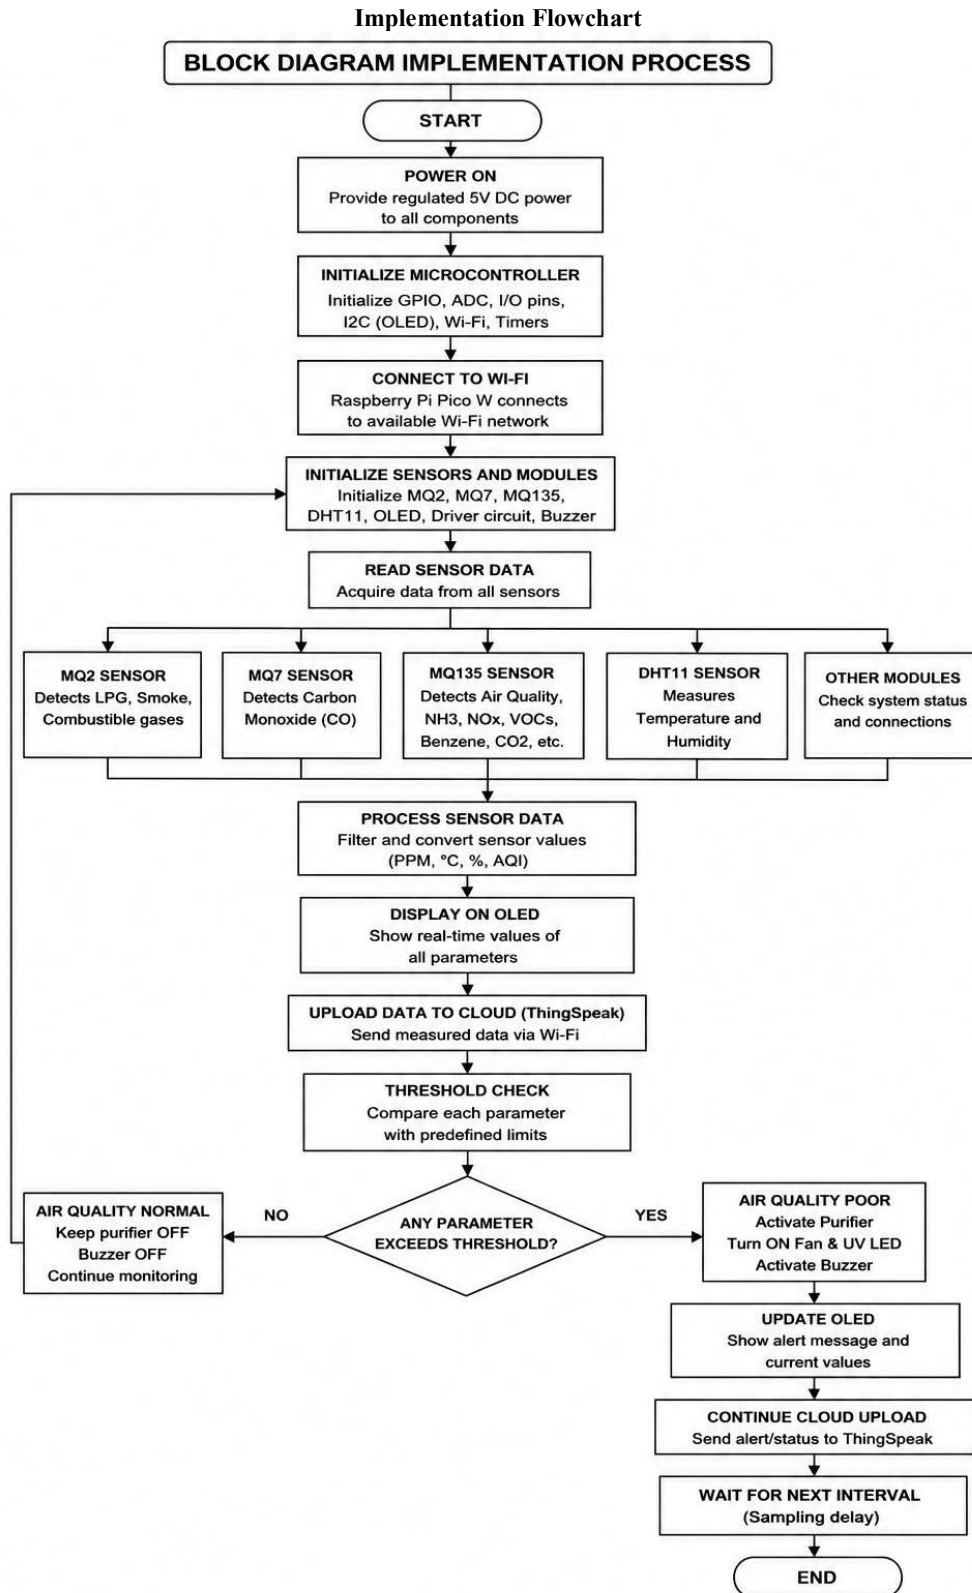 Implementation Flowchart
BLOCK DIAGRAM IMPLEMENTATION PROCESS
START
POWER ON
Provide regulated 5V DC power
to all components
INITIALIZE MICROCONTROLLER
Initialize GPIO, ADC, I/O pins,
I2C (OLED), Wi-Fi, Timers
CONNECT TO WI-FI
Raspberry Pi Pico W connects
to available Wi-Fi network
INITIALIZE SENSORS AND MODULES
Initialize MQ2, MQ7, MQ135,
DHT11, OLED, Driver circuit, Buzzer
READ SENSOR DATA
Acquire data from all sensors
MQ2 SENSOR
Detects LPG, Smoke,
Combustible gases
MQ7 SENSOR
Detects Carbon
Monoxide (CO)
MQ135 SENSOR
Detects Air Quality,
NH3, NOx, VOCs,
Benzene, CO2, etc.
DHT11 SENSOR
Measures
Temperature and
Humidity
OTHER MODULES
Check system status
and connections
PROCESS SENSOR DATA
Filter and convert sensor values
(PPM, °C, %, AQI)
DISPLAY ON OLED
Show real-time values of
all parameters
UPLOAD DATA TO CLOUD (ThingSpeak)
Send measured data via Wi-Fi
THRESHOLD CHECK
Compare each parameter
with predefined limits
ANY PARAMETER
EXCEEDS THRESHOLD?
NO
AIR QUALITY NORMAL
Keep purifier OFF
Buzzer OFF
Continue monitoring
YES
AIR QUALITY POOR
Activate Purifier
Turn ON Fan & UV LED
Activate Buzzer
UPDATE OLED
Show alert message and
current values
CONTINUE CLOUD UPLOAD
Send alert/status to ThingSpeak
WAIT FOR NEXT INTERVAL
(Sampling delay)
END